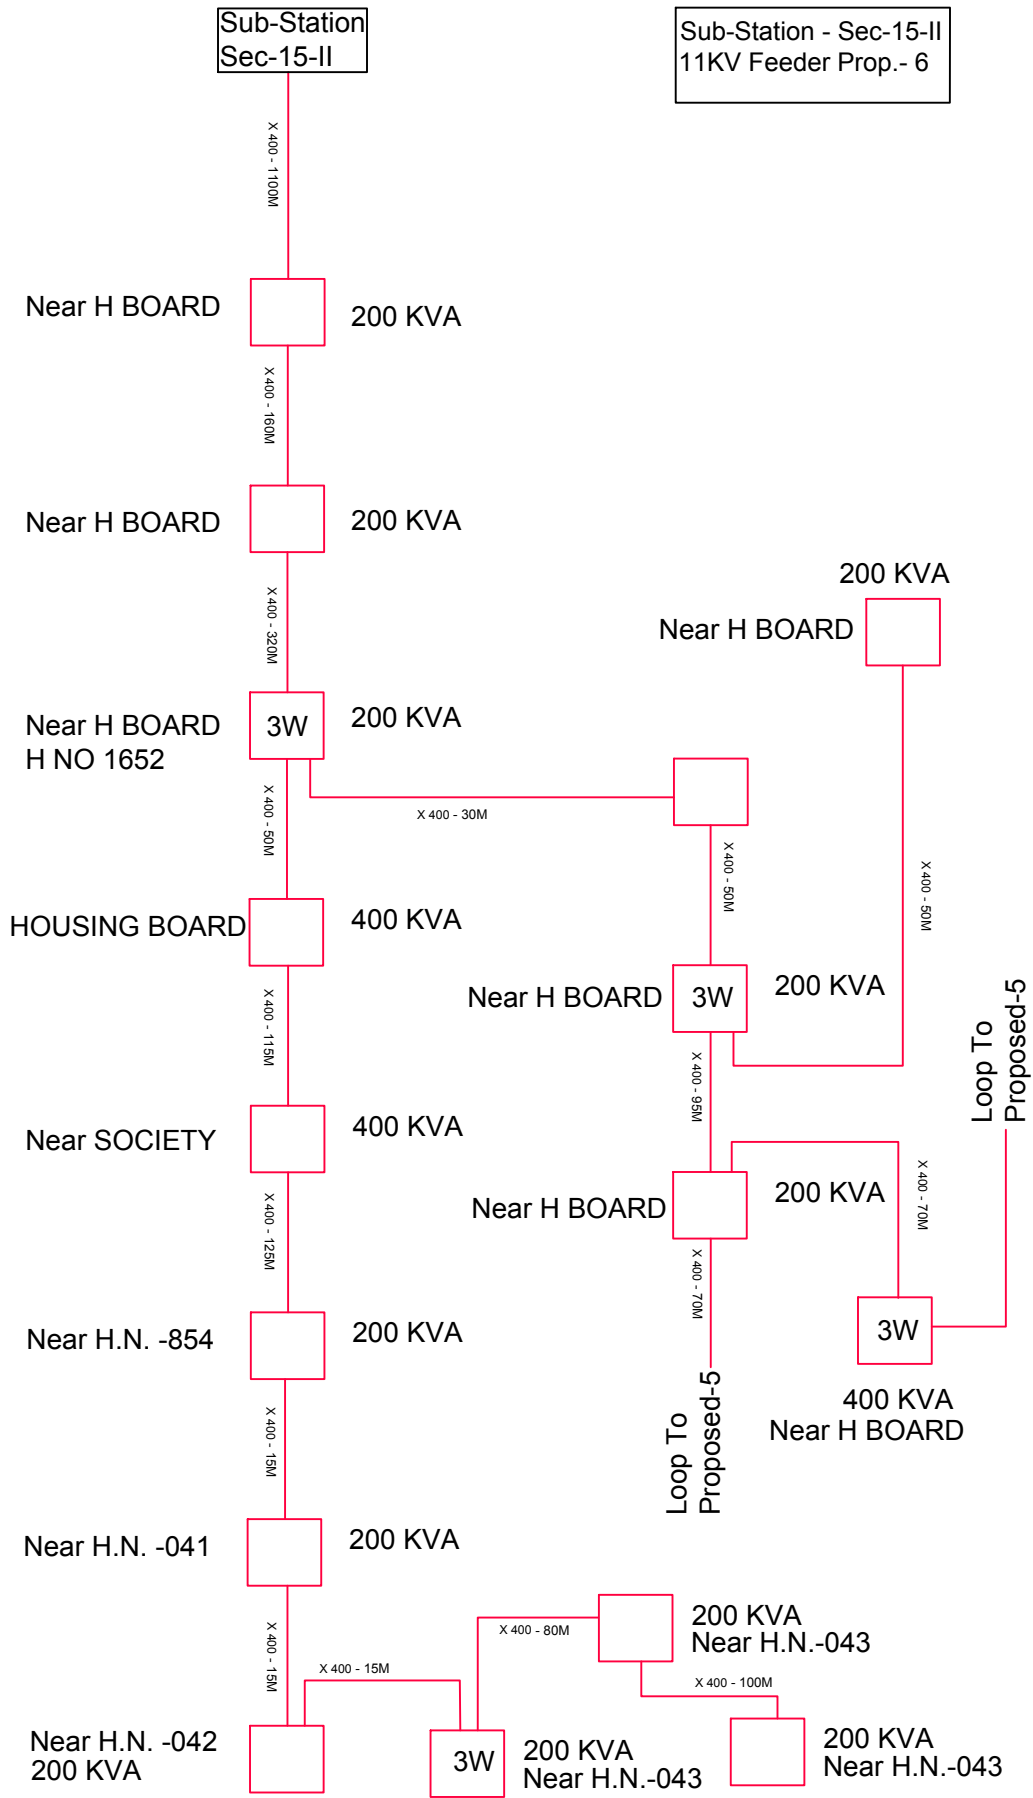 Sub-Station
Sec-15-II
Sub-Station - Sec-15-II
11KV Feeder Prop.- 6
X 400 - 1100M
Near H BOARD
200 KVA
X 400 - 160M
Near H BOARD
200 KVA
X 400 - 320M
200 KVA
Near H BOARD
Near H BOARD
H NO 1652
3W
200 KVA
X 400 - 50M
X 400 - 30M
X 400 - 50M
X 400 - 50M
HOUSING BOARD
400 KVA
Near H BOARD
3W
200 KVA
X 400 - 115M
X 400 - 95M
Loop To
Proposed-5
Near SOCIETY
400 KVA
Near H BOARD
200 KVA
X 400 - 70M
X 400 - 125M
X 400 - 70M
Near H.N. -854
200 KVA
3W
400 KVA
Near H BOARD
Loop To
Proposed-5
X 400 - 15M
Near H.N. -041
200 KVA
X 400 - 15M
X 400 - 15M
X 400 - 80M
200 KVA
Near H.N.-043
X 400 - 100M
Near H.N. -042
200 KVA
3W
200 KVA
Near H.N.-043
200 KVA
Near H.N.-043